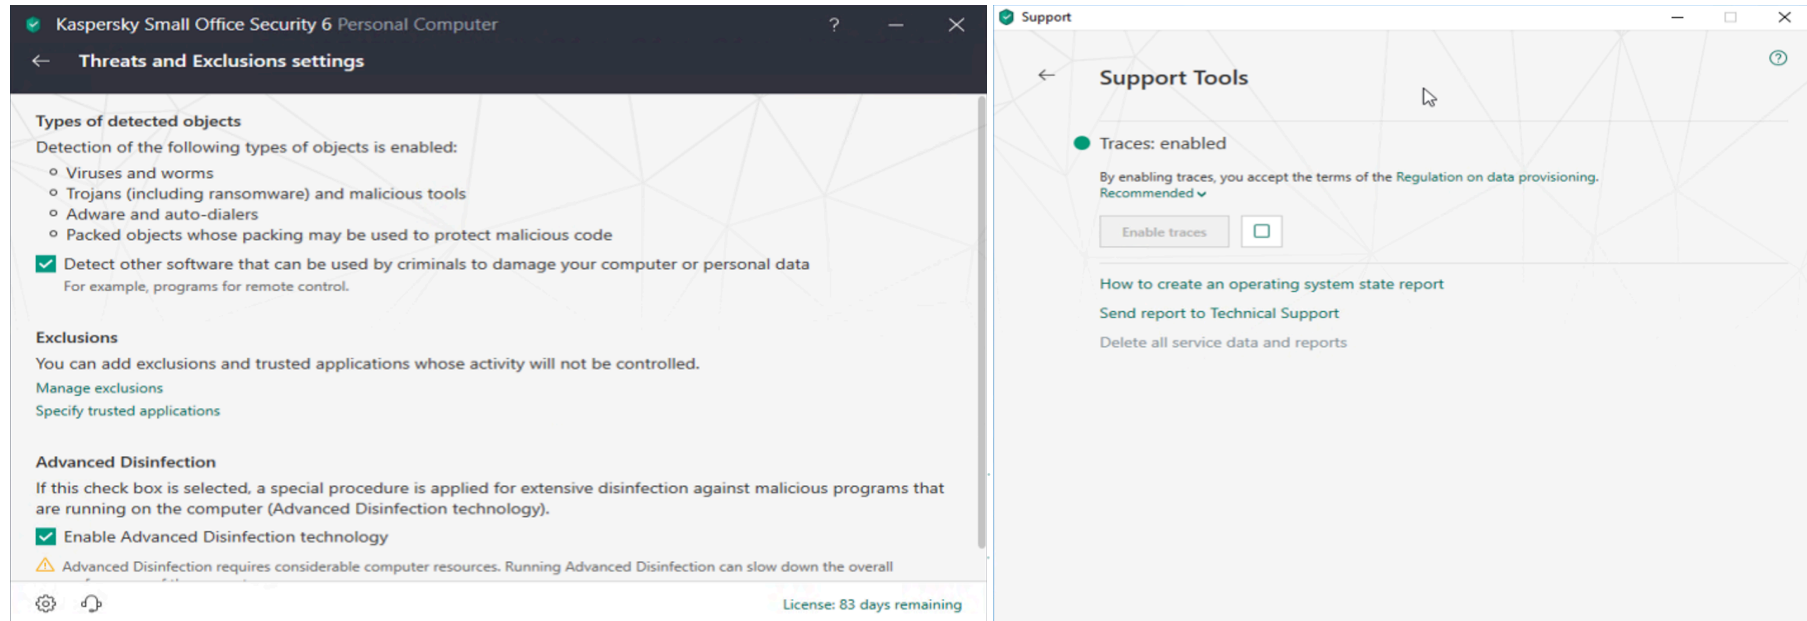 Kaspersky Small Office Security 6 Personal Computer
?
Threats and Exclusions settings
Types of detected objects
Detection of the following types of objects is enabled:
Viruses and worms
Trojans (including ransomware) and malicious tools
Adware and auto-dialers
Packed objects whose packing may be used to protect malicious code
Detect other software that can be used by criminals to damage your computer or personal data
For example, programs for remote control.
Exclusions
You can add exclusions and trusted applications whose activity will not be controlled.
Manage exclusions
Specify trusted applications
Advanced Disinfection
If this check box is selected, a special procedure is applied for extensive disinfection against malicious programs that
are running on the computer (Advanced Disinfection technology).
Enable Advanced Disinfection technology
Advanced Disinfection requires considerable computer resources. Running Advanced Disinfection can slow down the overall
License: 83 days remaining
Support
?
Support Tools
Traces: enabled
By enabling traces, you accept the terms of the Regulation on data provisioning.
Recommended
Enable traces
How to create an operating system state report
Send report to Technical Support
Delete all service data and reports